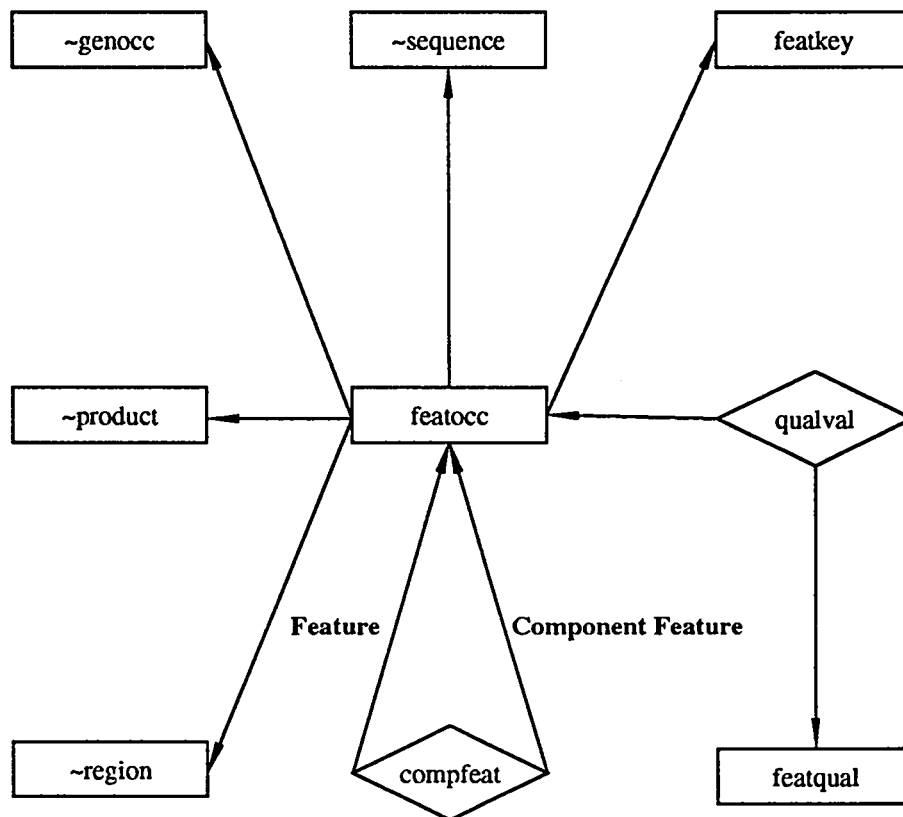 ~genocc
~sequence
featkey
~product
featocc
qualval
Feature
Component Feature
~region
compfeat
featqual